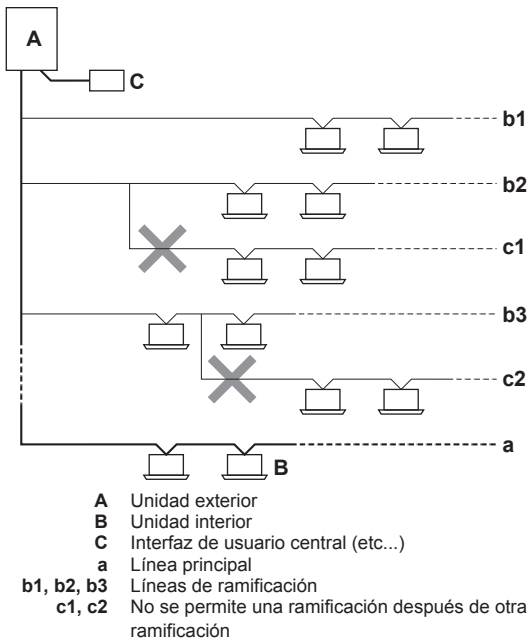 A
C
b1
b2
c1
b3
c2
a
B
A Unidad exterior
B Unidad interior
C Interfaz de usuario central (etc...)
a Línea principal
b1, b2, b3 Líneas de ramificación
c1, c2 No se permite una ramificación después de otra
ramificación